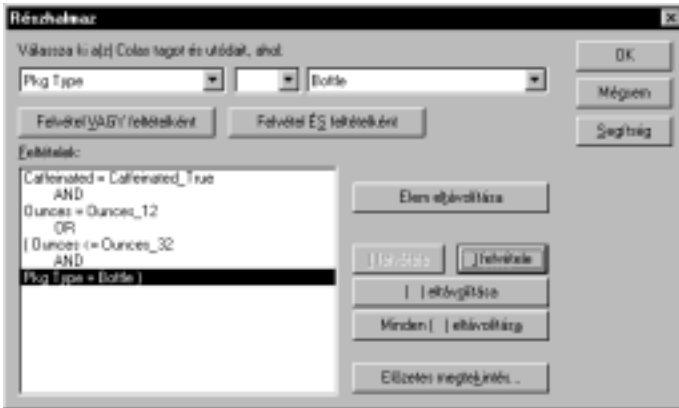 Részhalmaz
Válassza ki a(z) Colas tagot és utódait, ahol:
OK
Pkg Type
Bottle
Mégsem
Felvétel VAGY feltételként
Felvétel ÉS feltételként
Segítség
Feltételek:
Caffeinated = Caffeinated_True
AND
Elem eltávolítása
Ounces = Ounces_12
OR
( Ounces <= Ounces_32
AND
( felvétele
) felvétele
Pkg Type = Bottle )
( ) eltávolítása
Minden ( ) eltávolítása
Előzetes megtekintés...